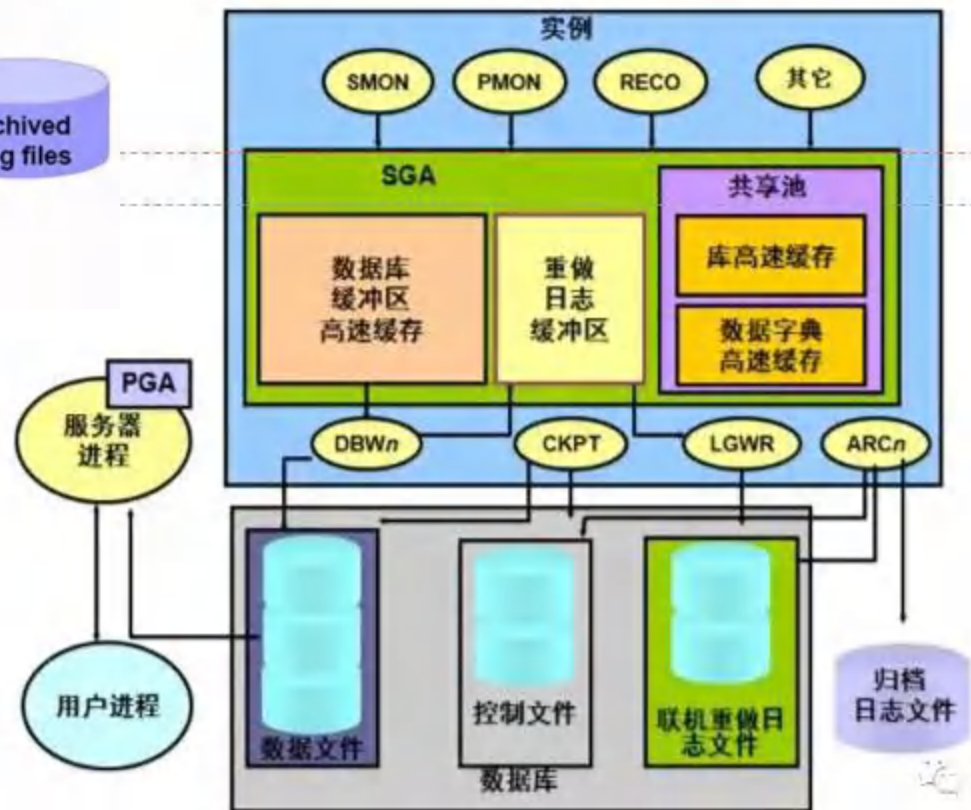 实例
SMON
PMON
RECO
其它
chived
g files
SGA
共享池
数据库
缓冲区
高速缓存
重做
日志
缓冲区
库高速缓存
数据字典
高速缓存
PGA
服务器
进程
DBWn
CKPT
LGWR
ARCn
用户进程
数据文件
控制文件
联机重做日
志文件
归档
日志文件
数据库